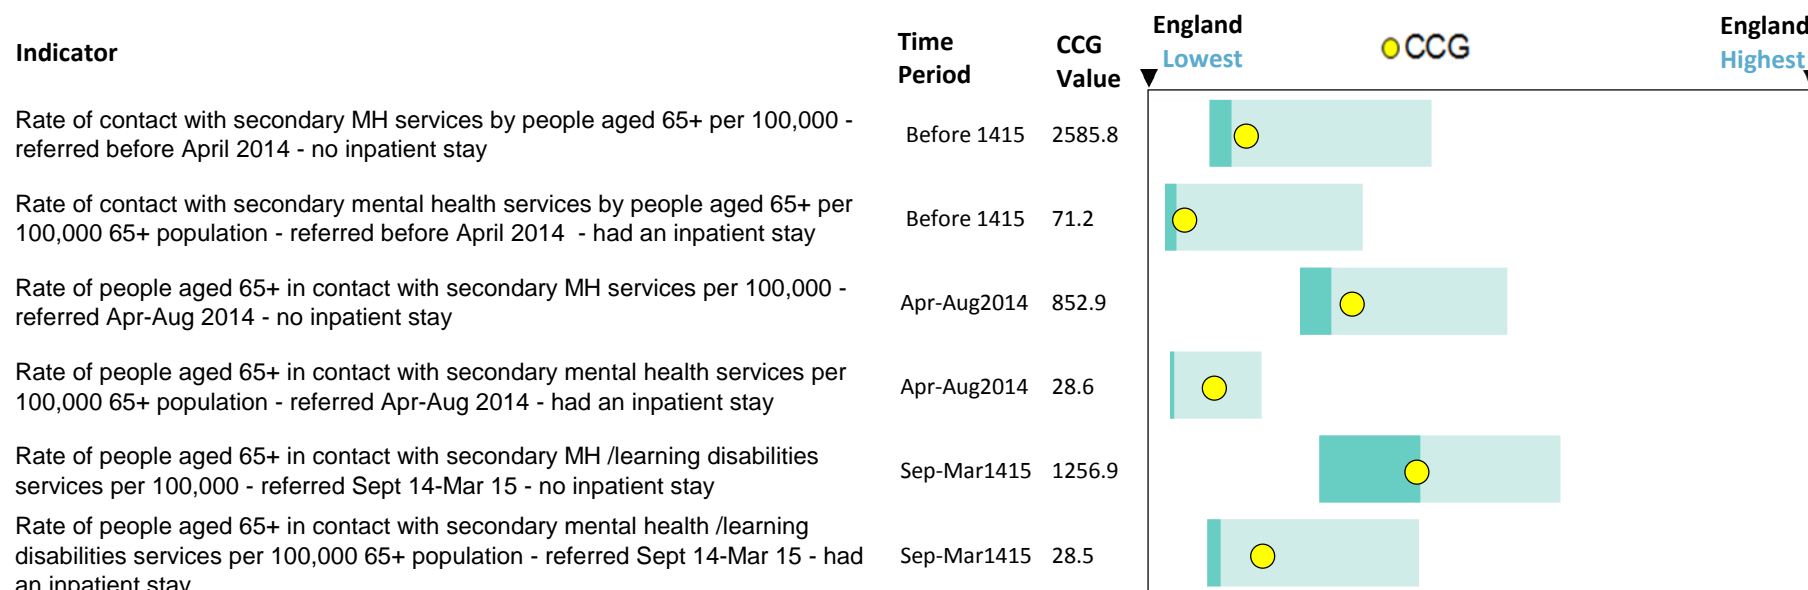 Indicator
Time Period
CCG Value
England Lowest
CCG
England Highest
Rate of contact with secondary MH services by people aged 65+ per 100,000 -
referred before April 2014 - no inpatient stay
Before 1415
2585.8
Rate of contact with secondary mental health services by people aged 65+ per
100,000 65+ population - referred before April 2014  - had an inpatient stay
Before 1415
71.2
Rate of people aged 65+ in contact with secondary MH services per 100,000 -
referred Apr-Aug 2014 - no inpatient stay
Apr-Aug2014
852.9
Rate of people aged 65+ in contact with secondary mental health services per
100,000 65+ population - referred Apr-Aug 2014 - had an inpatient stay
Apr-Aug2014
28.6
Rate of people aged 65+ in contact with secondary MH /learning disabilities
services per 100,000 - referred Sept 14-Mar 15 - no inpatient stay
Sep-Mar1415
1256.9
Rate of people aged 65+ in contact with secondary mental health /learning
disabilities services per 100,000 65+ population - referred Sept 14-Mar 15 - had
an inpatient stay
Sep-Mar1415
28.5